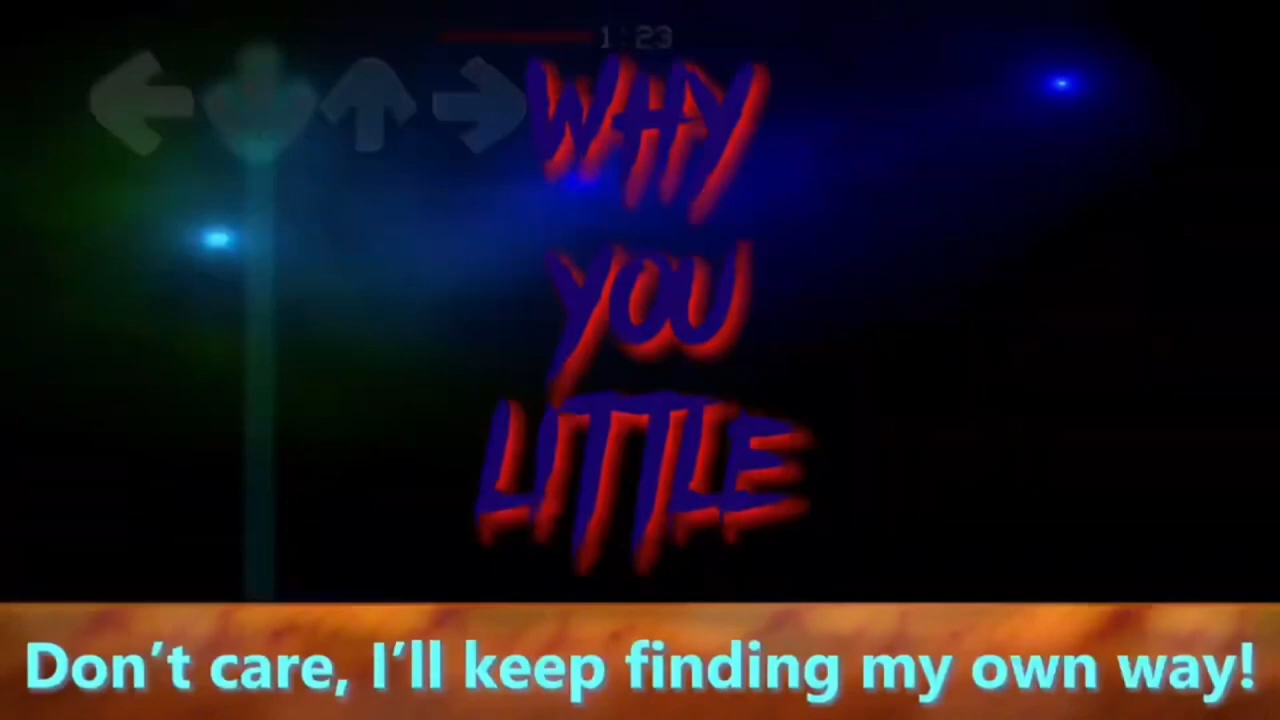 1:23
WHY
YOU
LITTLE
Don’t care, I’ll keep finding my own way!